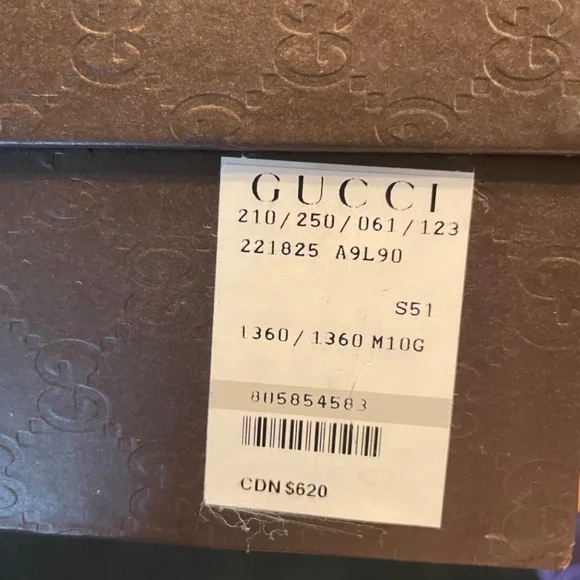 GUCCI
210/250/061/123
221825 A9L90
S51
1360/1360 M10G
805854583
CDN $620